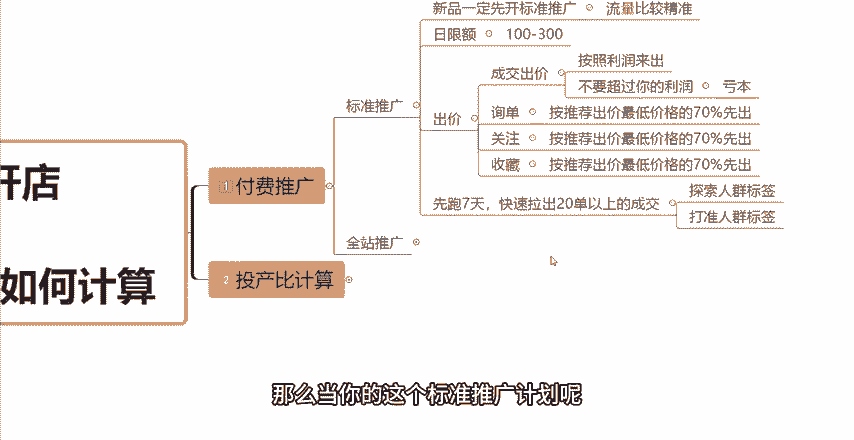 新品一定先开标准推广
流量比较精准
日限额
100-300
成交出价
按照利润来出
不要超过你的利润
亏本
标准推广
出价
询单
按推荐出价最低价格的70%先出
关注
按推荐出价最低价格的70%先出
收藏
按推荐出价最低价格的70%先出
开店
1 付费推广
先跑7天，快速拉出20单以上的成交
探索人群标签
打准人群标签
全站推广
如何计算
2 投产比计算
那么当你的这个标准推广计划呢